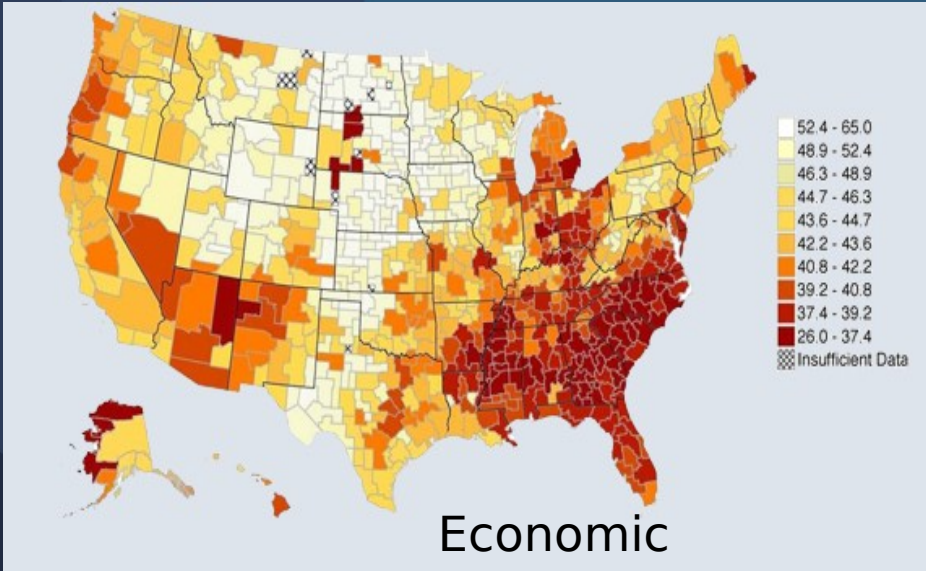 52.4 - 65.0
48.9 - 52.4
46.3 - 48.9
44.7 - 46.3
43.6 - 44.7
42.2 - 43.6
40.8 - 42.2
39.2 - 40.8
37.4 - 39.2
26.0 - 37.4
Insufficient Data
Economic